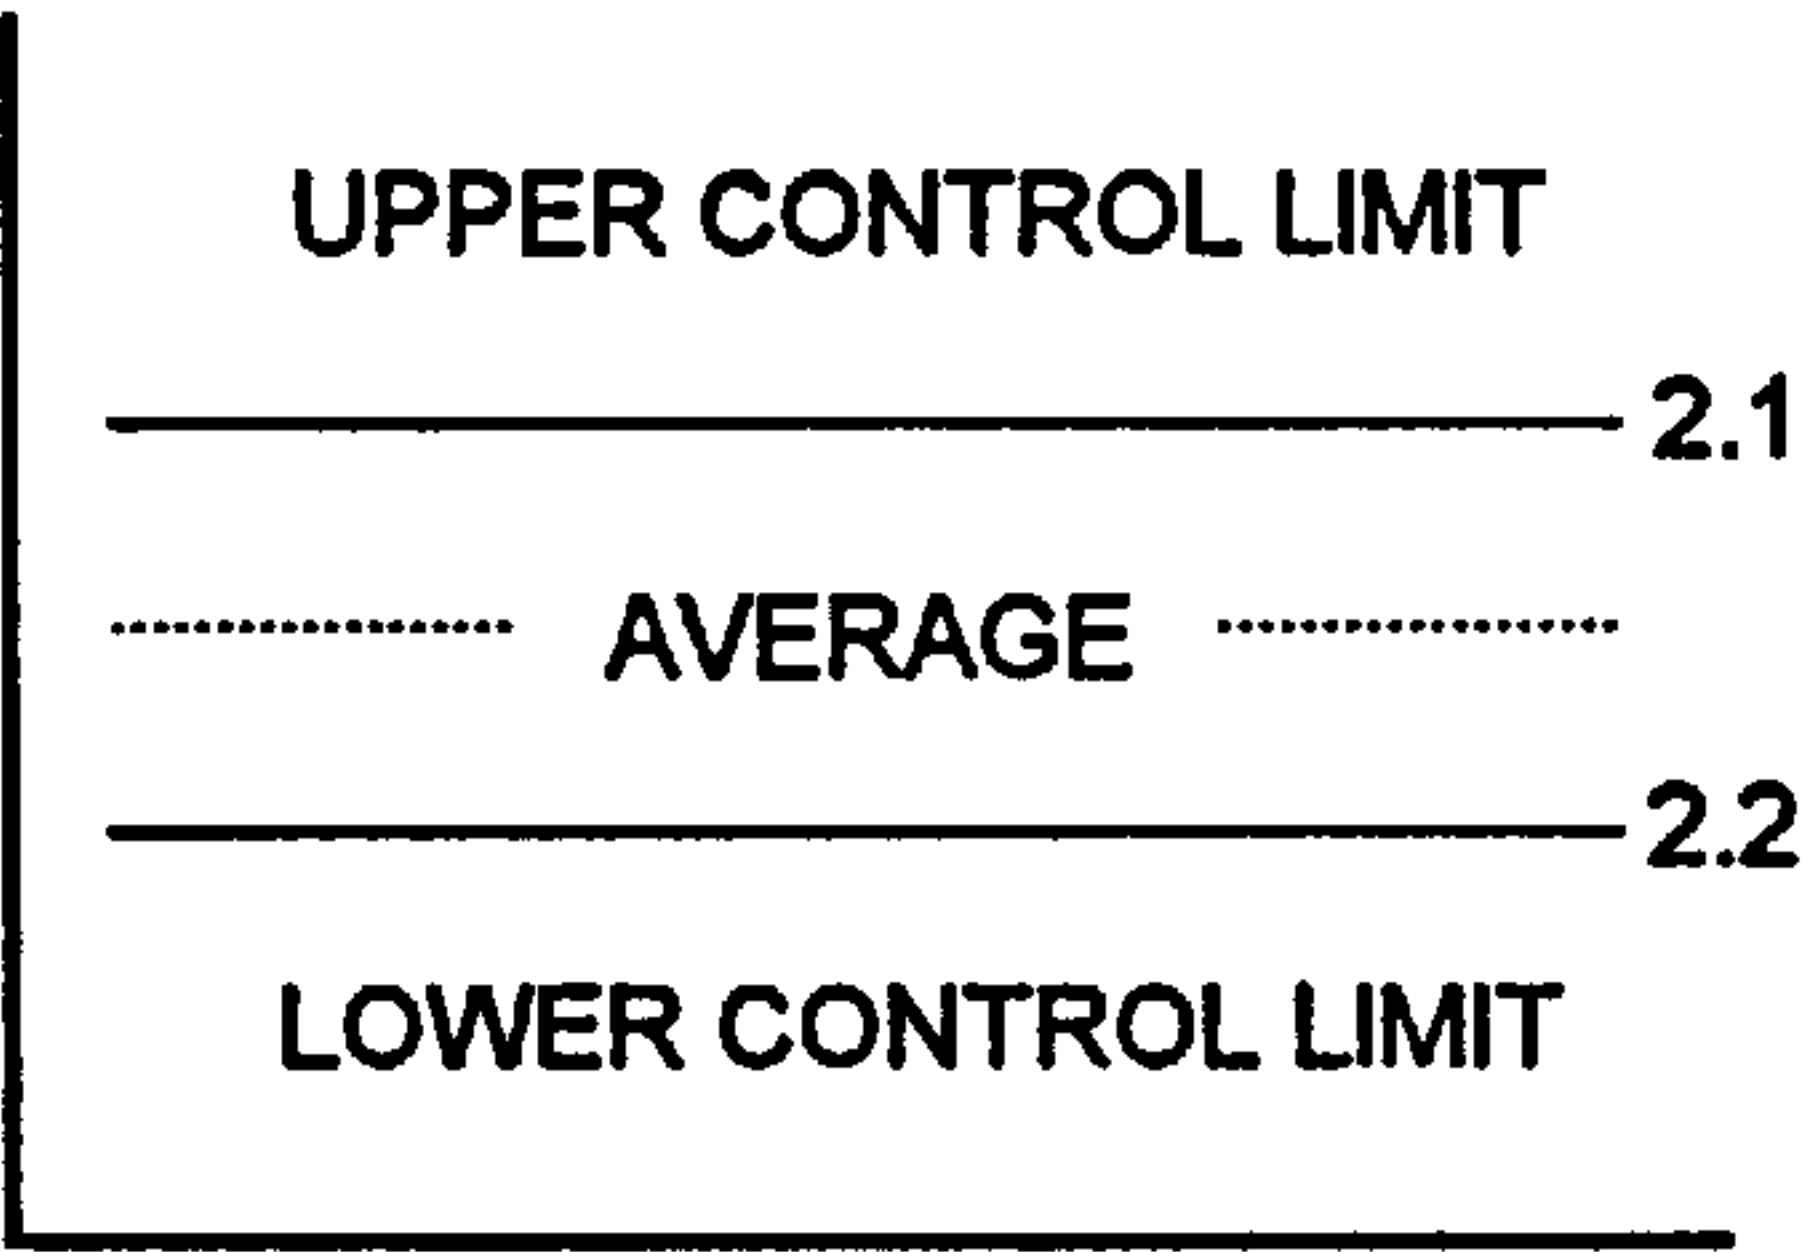 UPPER CONTROL LIMIT
2.1
AVERAGE
2.2
LOWER CONTROL LIMIT